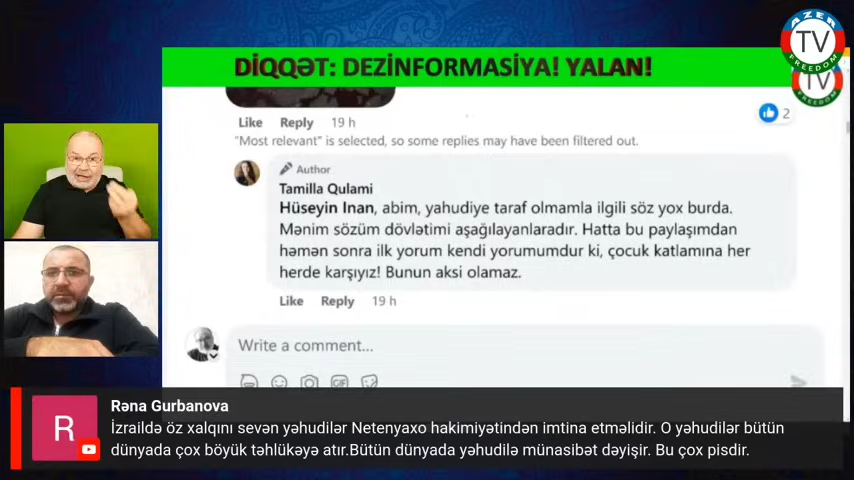 AZER
TV
FREEDOM
TV
FREEDOM
DİQQƏT: DEZİNFORMASİYA! YALAN!
Like Reply 19 h
2
"Most relevant" is selected, so some replies may have been filtered out.
Author
Tamilla Qulami
Hüseyin Inan, abim, yahudiye taraf olmamla ilgili söz yox burda.
Mənim sözüm dövlətimi aşağılayanlaradır. Hatta bu paylaşımdan
həmən sonra ilk yorum kendi yorumumdur ki, çocuk katlamına her
herde karşıyız! Bunun aksi olamaz.
Like Reply 19 h
Write a comment...
GIF
R
Rəna Gurbanova
İzraildə öz xalqını sevən yəhudilər Netenyaxo hakimiyətindən imtina etməlidir. O yəhudilər bütün
dünyada çox böyük təhlükəyə atır.Bütün dünyada yəhudilə münasibət dəyişir. Bu çox pisdir.